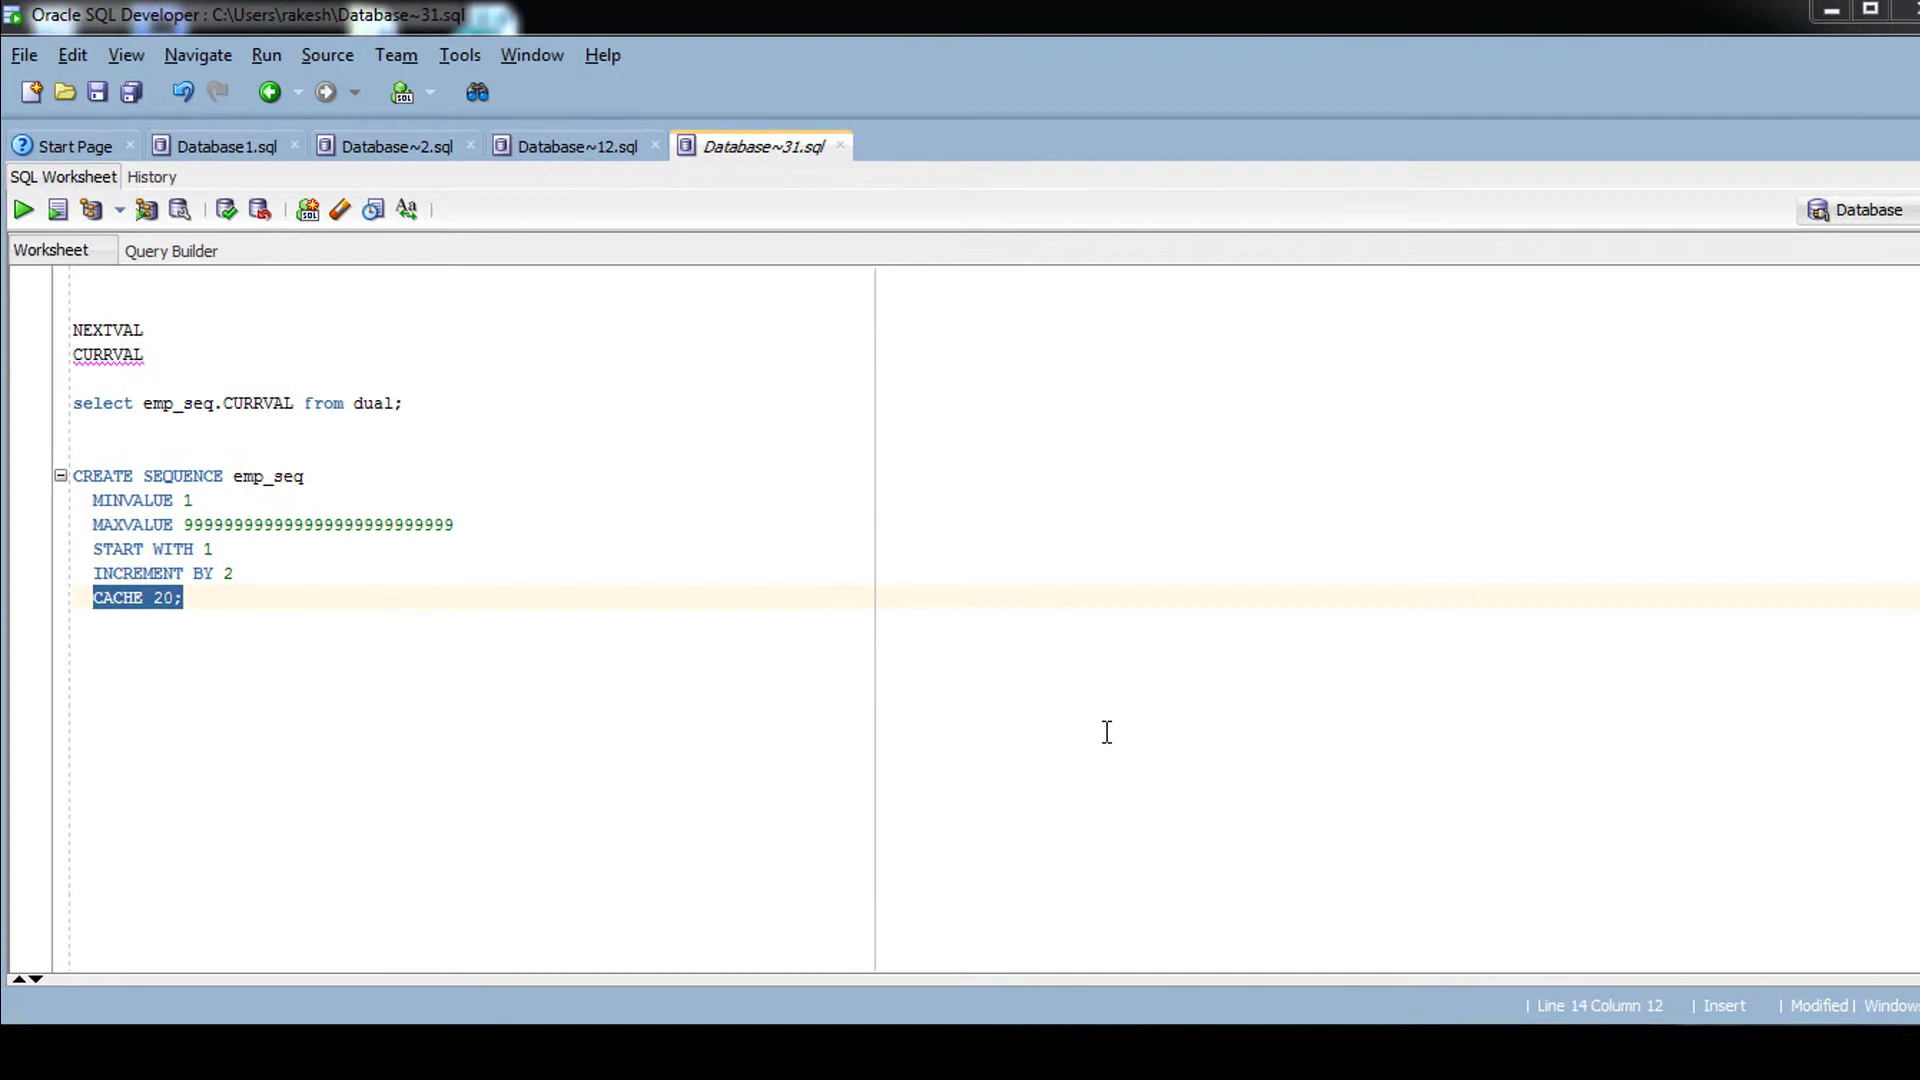 Oracle SQL Developer : C:\Users\rakesh\Database~31.sql
File Edit View Navigate Run Source Team Tools Window Help
Start Page Database1.sql Database~2.sql Database~12.sql Database~31.sql
SQL Worksheet History
Database
Worksheet Query Builder
NEXTVAL
CURRVAL
select emp_seq.CURRVAL from dual;
CREATE SEQUENCE emp_seq
MINVALUE 1
MAXVALUE 999999999999999999999999999
START WITH 1
INCREMENT BY 2
CACHE 20;
| Line 14 Column 12 | Insert | Modified | Windows